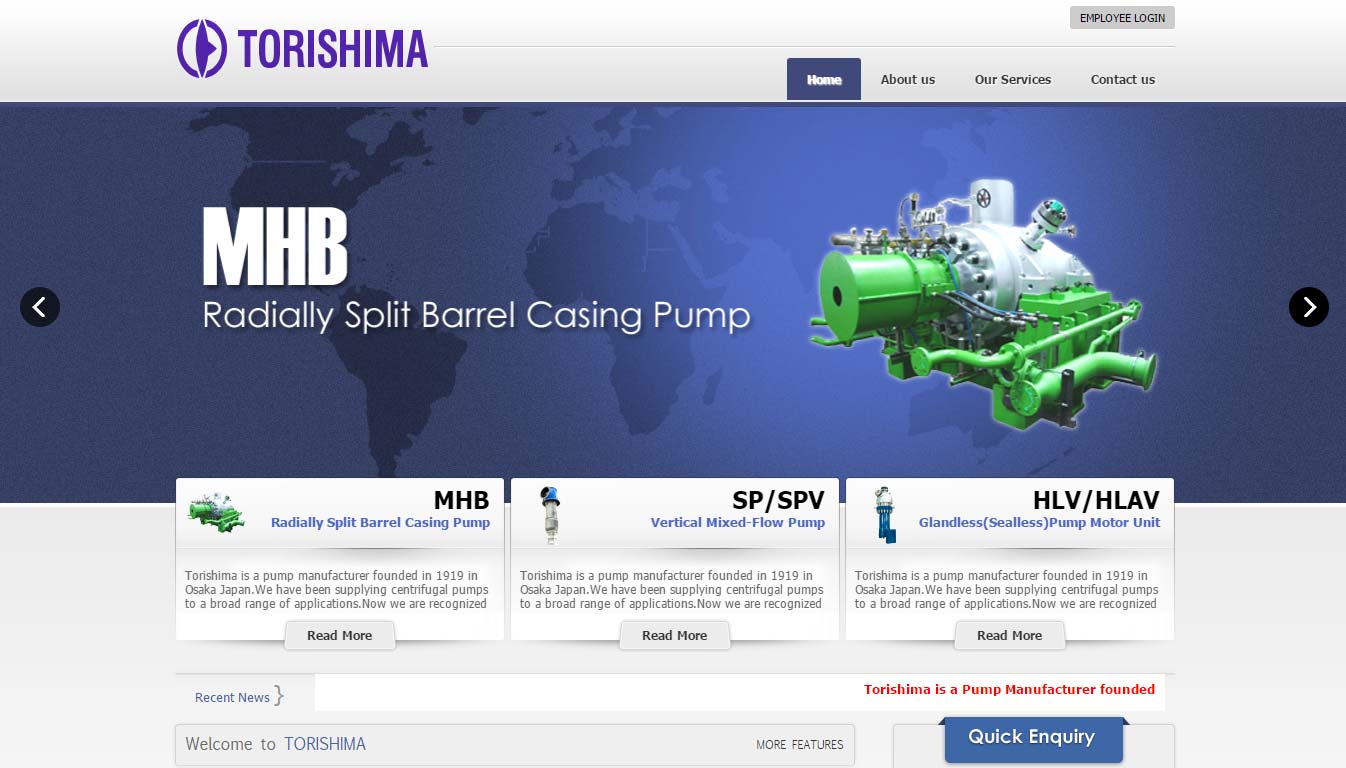 EMPLOYEE LOGIN
TORISHIMA
Home About us Our Services Contact us
MHB
Radially Split Barrel Casing Pump
MHB
Radially Split Barrel Casing Pump
Torishima is a pump manufacturer founded in 1919 in
Osaka Japan.We have been supplying centrifugal pumps
to a broad range of applications.Now we are recognized
Read More
SP/SPV
Vertical Mixed-Flow Pump
Torishima is a pump manufacturer founded in 1919 in
Osaka Japan.We have been supplying centrifugal pumps
to a broad range of applications.Now we are recognized
Read More
HLV/HLAV
Glandless(Sealless)Pump Motor Unit
Torishima is a pump manufacturer founded in 1919 in
Osaka Japan.We have been supplying centrifugal pumps
to a broad range of applications.Now we are recognized
Read More
Recent News } Torishima is a Pump Manufacturer founded
Welcome to TORISHIMA MORE FEATURES
Quick Enquiry